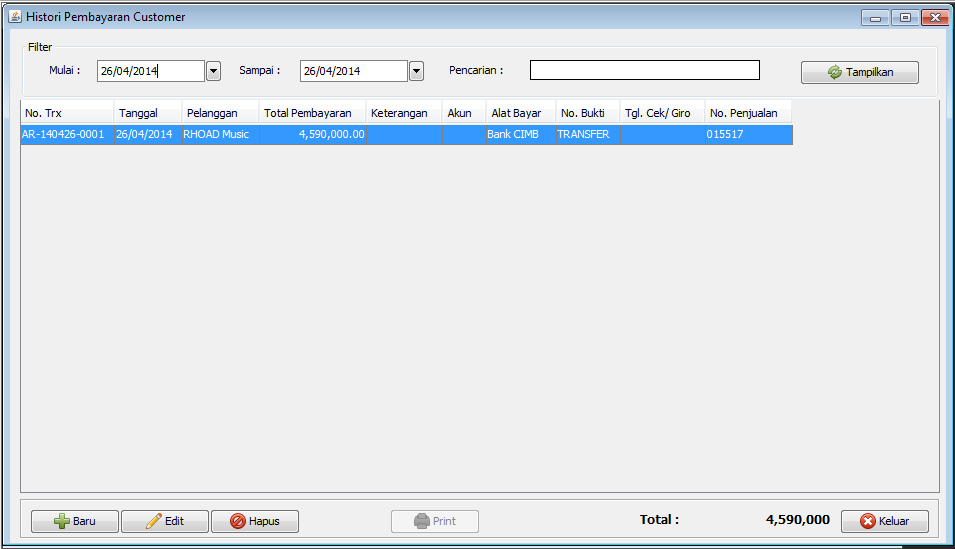 Histori Pembayaran Customer
Filter
Mulai : 26/04/2014 Sampai : 26/04/2014 Pencarian : Tampilkan
No. Trx Tanggal Pelanggan Total Pembayaran Keterangan Akun Alat Bayar No. Bukti Tgl. Cek/ Giro No. Penjualan
AR-140426-0001 26/04/2014 RHOAD Music 4,590,000.00 Bank CIMB TRANSFER 015517
Baru Edit Hapus Print Total : 4,590,000 Keluar